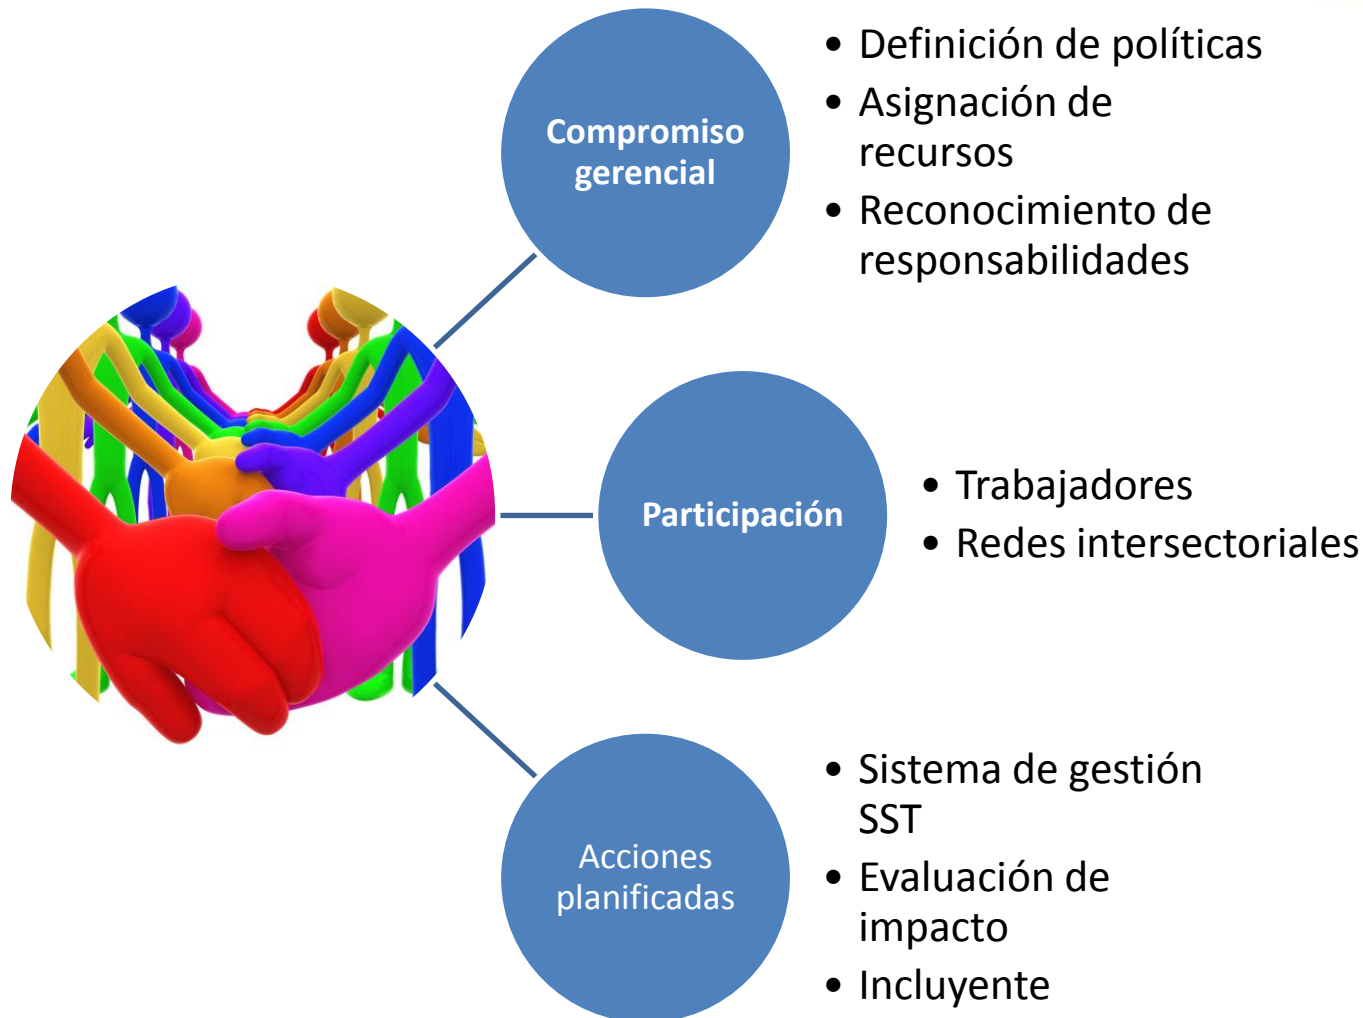 Compromiso
gerencial
• Definición de políticas
• Asignación de
recursos
• Reconocimiento de
responsabilidades
Participación
• Trabajadores
• Redes intersectoriales
Acciones
planificadas
• Sistema de gestión
SST
• Evaluación de
impacto
• Incluyente